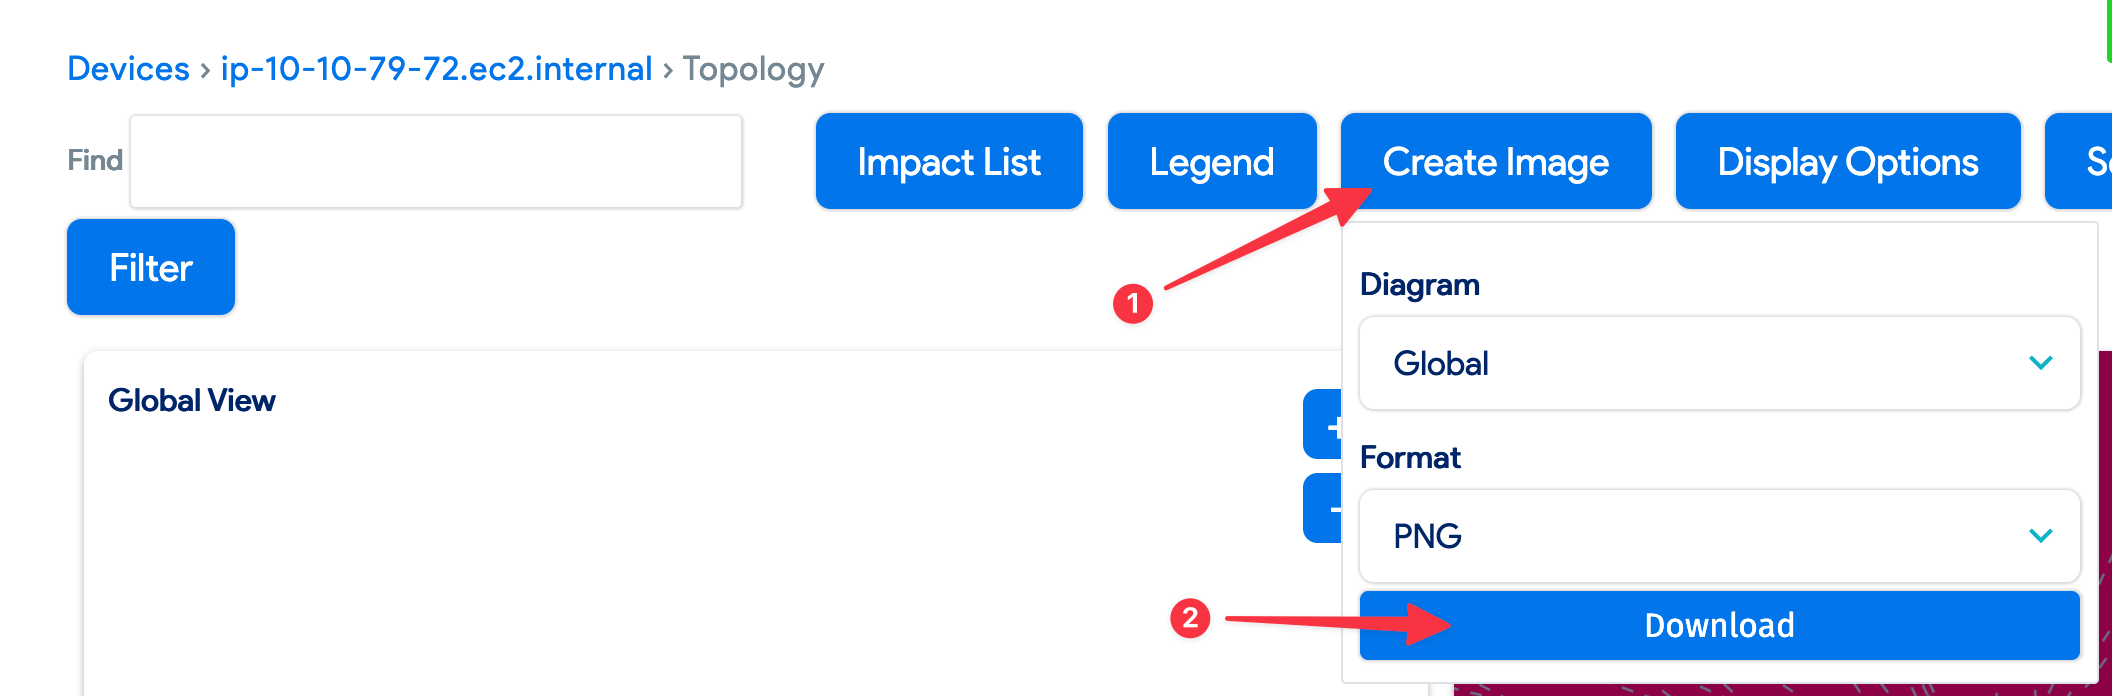 Devices › ip-10-10-79-72.ec2.internal › Topology
Find
Impact List
Legend
Create Image
Display Options
Filter
1
Diagram
Global
Global View
+
Format
-
PNG
2
Download